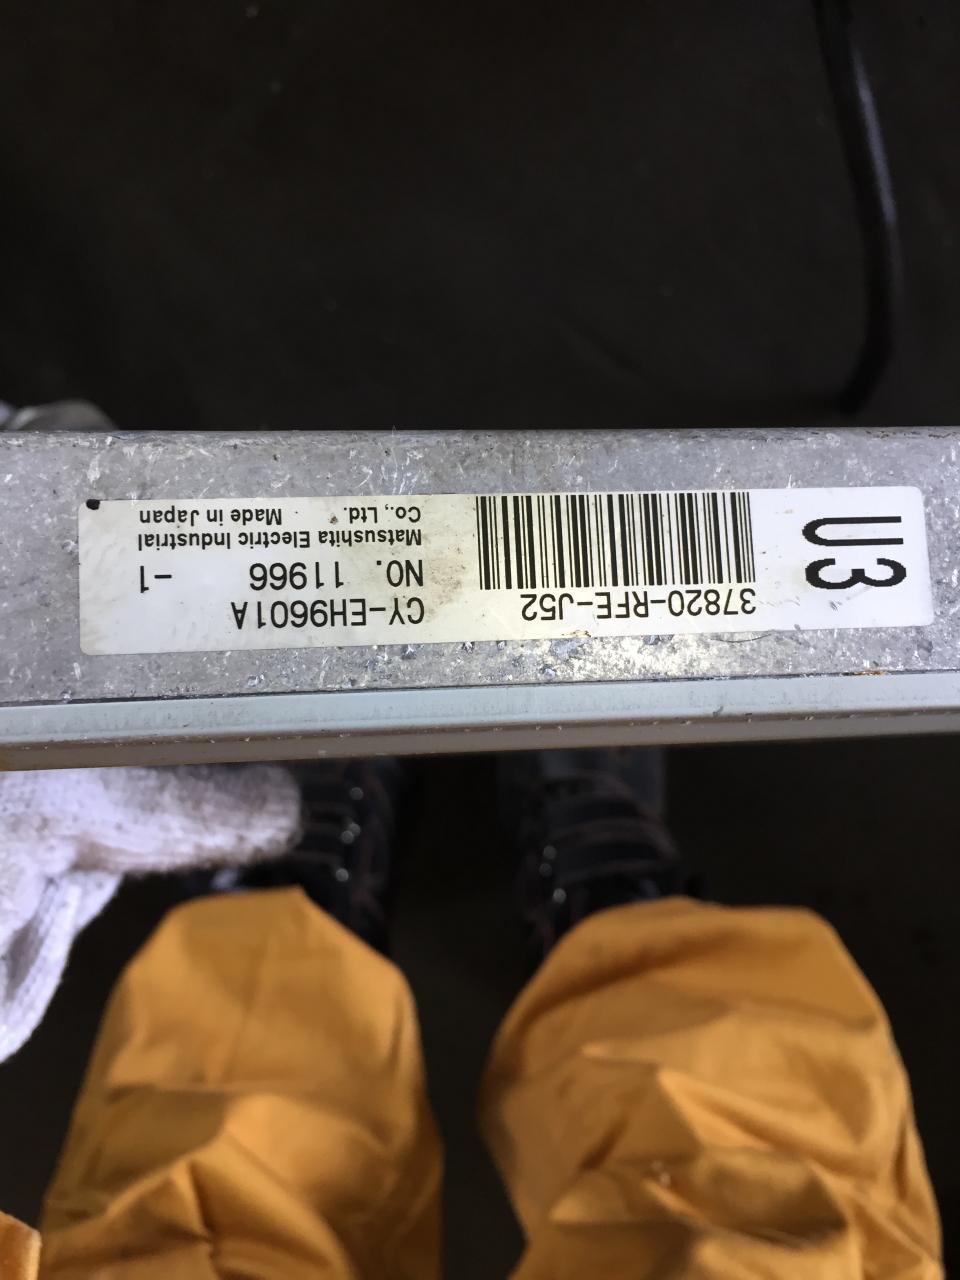 U3
37820-RFE-J52
CY-EH9601A
NO. 11966 -1
Matsushita Electric Industrial
Co., Ltd. Made in Japan